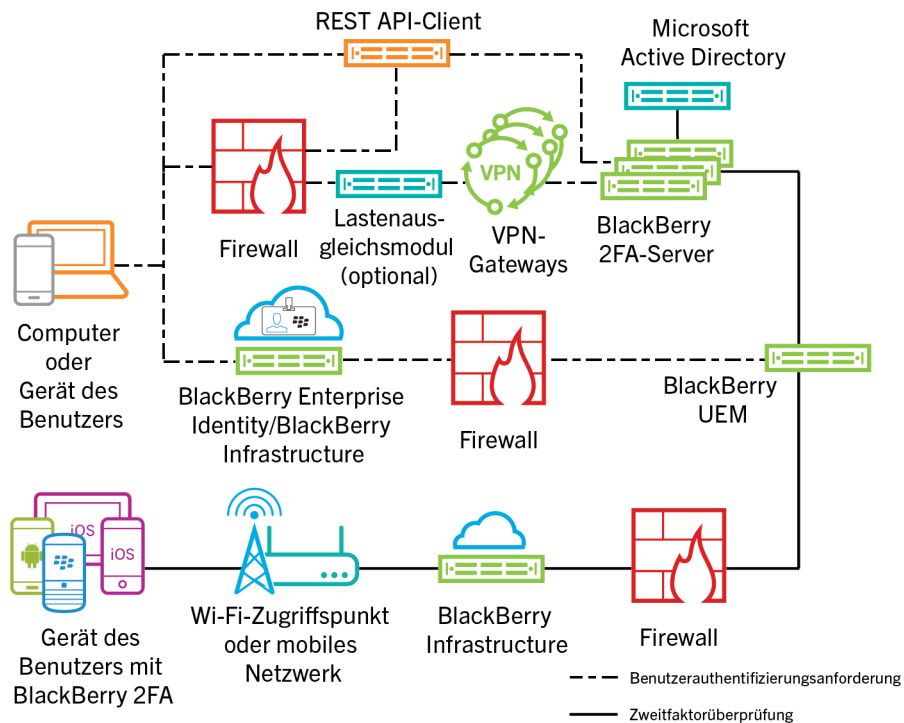 REST API-Client
Microsoft
Active Directory
VPN
Firewall
Lastenaus-
gleichsmodul
(optional)
VPN-
Gateways
BlackBerry
2FA-Server
Computer
oder
Gerät des
Benutzers
BlackBerry Enterprise
Identity/BlackBerry
Infrastructure
Firewall
BlackBerry
UEM
iOS
iOS
Gerät des
Benutzers mit
BlackBerry 2FA
Wi-Fi-Zugriffspunkt
oder mobiles
Netzwerk
BlackBerry
Infrastructure
Firewall
Benutzerauthentifizierungsanforderung
Zweitfaktorüberprüfung